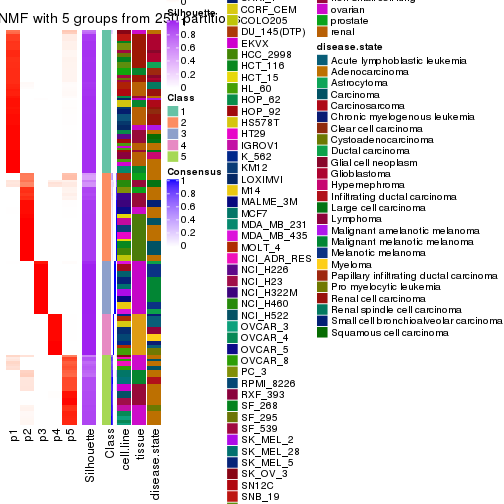 NMF with 5 groups from 250 partitions
Silhouette
1
0.8
0.6
0.4
0.2
0
Class
1
2
3
4
5
Consensus
1
0.8
0.6
0.4
0.2
0
CCRF_CEM
COLO205
DU_145(DTP)
EKVX
HCC_2998
HCT_116
HCT_15
HL_60
HOP_62
HOP_92
HS578T
HT29
IGROV1
K_562
KM12
LOXIMVI
M14
MALME_3M
MCF7
MDA_MB_231
MDA_MB_435
MOLT_4
NCI_ADR_RES
NCI_H226
NCI_H23
NCI_H322M
NCI_H460
NCI_H522
OVCAR_3
OVCAR_4
OVCAR_5
OVCAR_8
PC_3
RPMI_8226
RXF_393
SF_268
SF_295
SF_539
SK_MEL_2
SK_MEL_28
SK_MEL_5
SK_OV_3
SN12C
SNB_19
ovarian
prostate
renal
disease.state
Acute lymphoblastic leukemia
Adenocarcinoma
Astrocytoma
Carcinoma
Carcinosarcoma
Chronic myelogenous leukemia
Clear cell carcinoma
Cystoadenocarcinoma
Ductal carcinoma
Glial cell neoplasm
Glioblastoma
Hypernephroma
Infiltrating ductal carcinoma
Large cell carcinoma
Lymphoma
Malignant amelanotic melanoma
Malignant melanotic melanoma
Melanotic melanoma
Myeloma
Papillary infiltrating ductal carcinoma
Pro myelocytic leukemia
Renal cell carcinoma
Renal spindle cell carcinoma
Small cell bronchioalveolar carcinoma
Squamous cell carcinoma
p1
p2
p3
p4
p5
Silhouette
Class
cell.line
tissue
disease.state